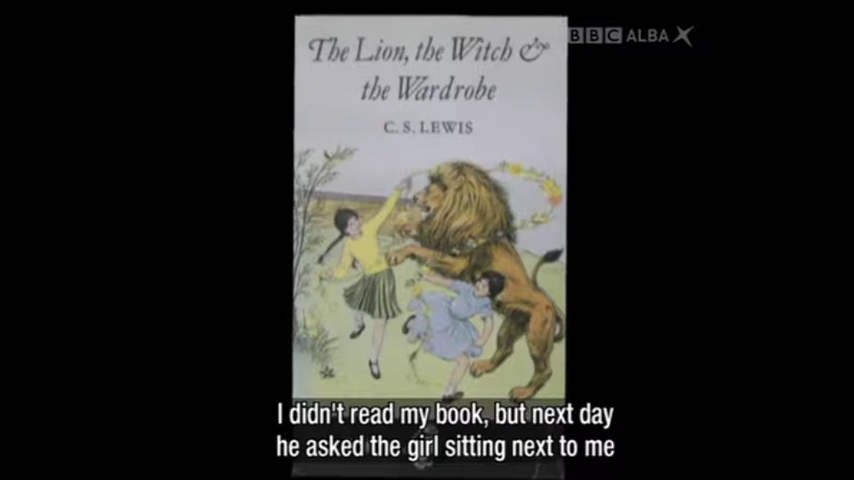 BBC ALBA
The Lion, the Witch &
the Wardrobe
C. S. LEWIS
I didn't read my book, but next day
he asked the girl sitting next to me